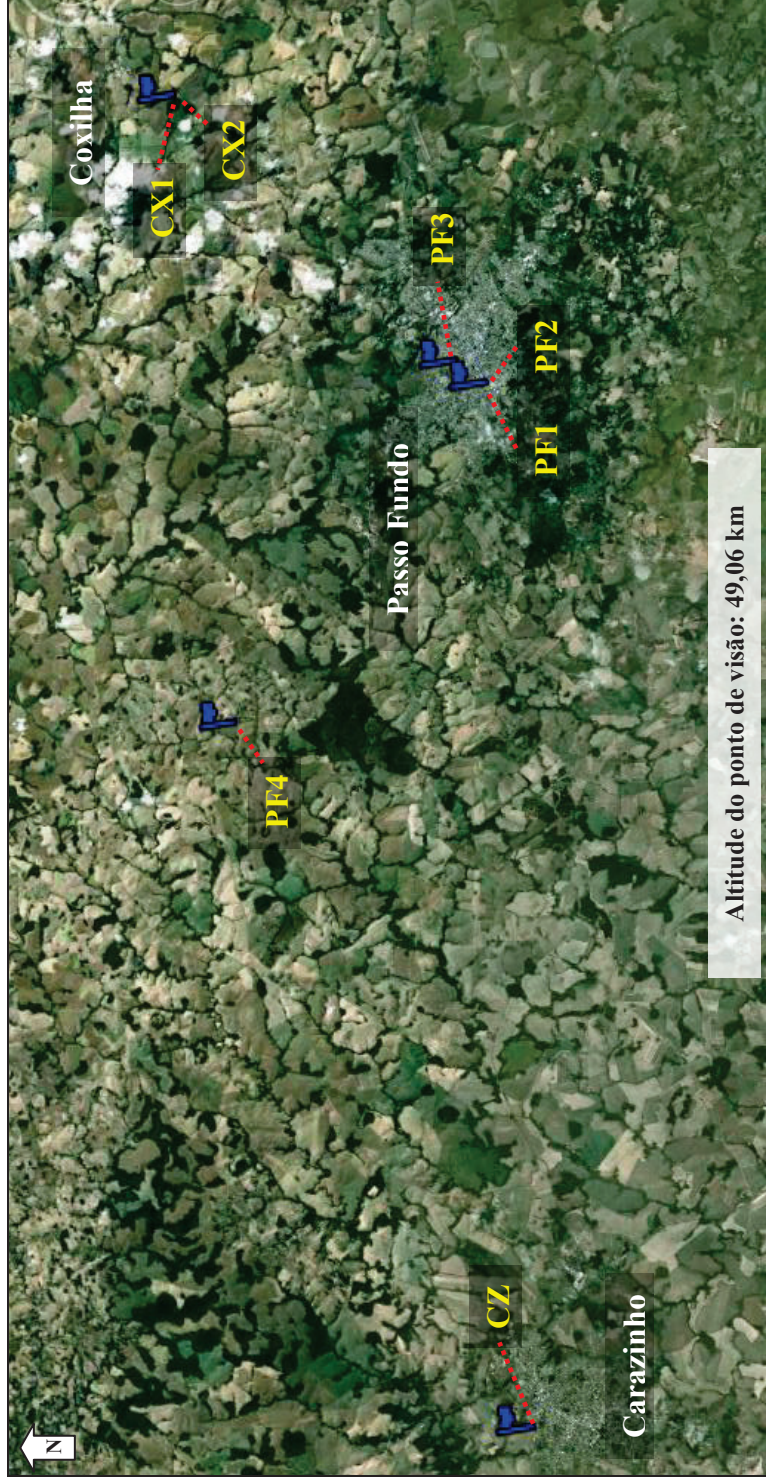 N
Coxilha
CX1
CX2
PF4
Passo Fundo
PF3
CZ
PF1 PF2
Carazinho
Altitude do ponto de visão: 49,06 km